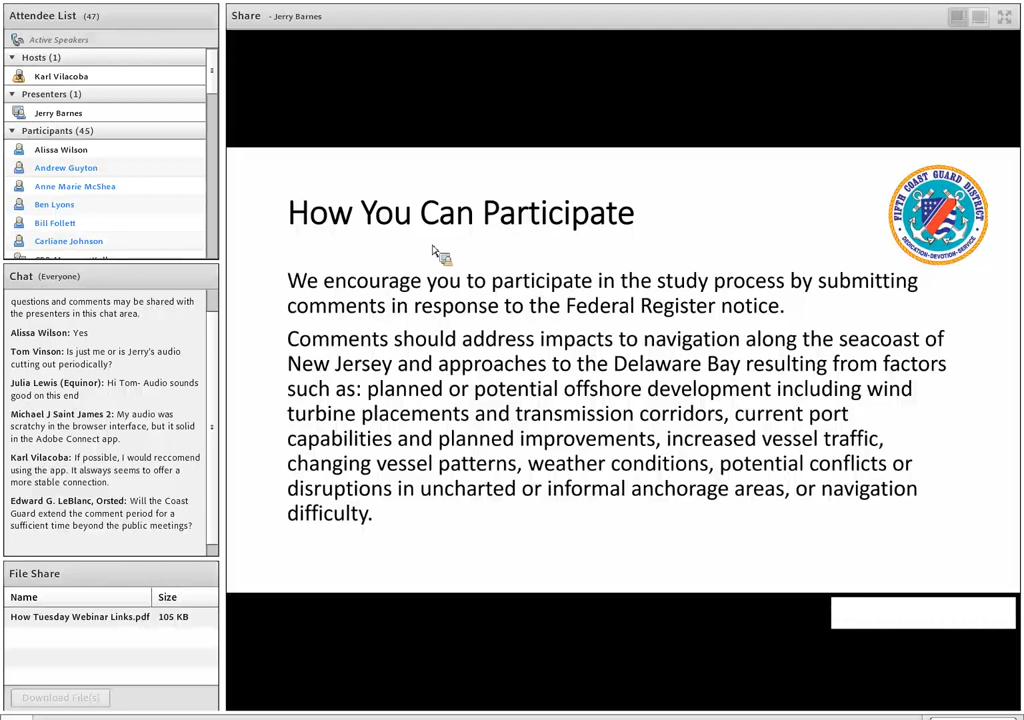 Attendee List (47)
Active Speakers
Hosts (1)
Karl Vilacoba
Presenters (1)
Jerry Barnes
Participants (45)
Alissa Wilson
Andrew Guyton
Anne Marie McShea
Ben Lyons
Bill Follett
Carliane Johnson
Chat (Everyone)
questions and comments may be shared with
the presenters in this chat area.
Alissa Wilson: Yes
Tom Vinson: Is just me or is Jerry's audio
cutting out periodically?
Julia Lewis (Equinor): Hi Tom- Audio sounds
good on this end
Michael J Saint James 2: My audio was
scratchy in the browser interface, but it solid
in the Adobe Connect app.
Karl Vilacoba: If possible, I would reccomend
using the app. It alsways seems to offer a
more stable connection.
Edward G. LeBlanc, Orsted: Will the Coast
Guard extend the comment period for a
sufficient time beyond the public meetings?
File Share
Name Size
How Tuesday Webinar Links.pdf 105 KB
Download File(s)
Share - Jerry Barnes
How You Can Participate
FIFTH COAST GUARD DISTRICT
DEDICATION-DEVOTION-SERVICE
We encourage you to participate in the study process by submitting
comments in response to the Federal Register notice.
Comments should address impacts to navigation along the seacoast of
New Jersey and approaches to the Delaware Bay resulting from factors
such as: planned or potential offshore development including wind
turbine placements and transmission corridors, current port
capabilities and planned improvements, increased vessel traffic,
changing vessel patterns, weather conditions, potential conflicts or
disruptions in uncharted or informal anchorage areas, or navigation
difficulty.